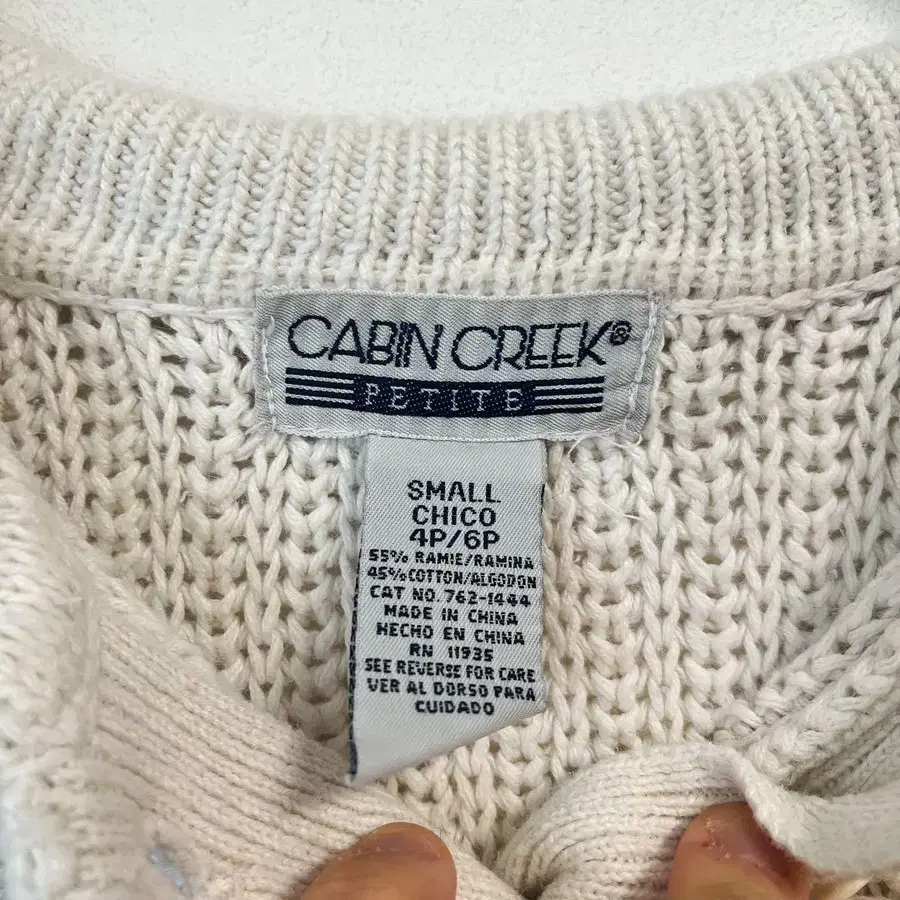 CABIN CREEK®
PETITE
SMALL
CHICO
4P/6P
55% RAMIE/RAMINA
45% COTTON/ALGODON
CAT NO. 762-1444
MADE IN CHINA
HECHO EN CHINA
RN 11935
SEE REVERSE FOR CARE
VER AL DORSO PARA
CUIDADO